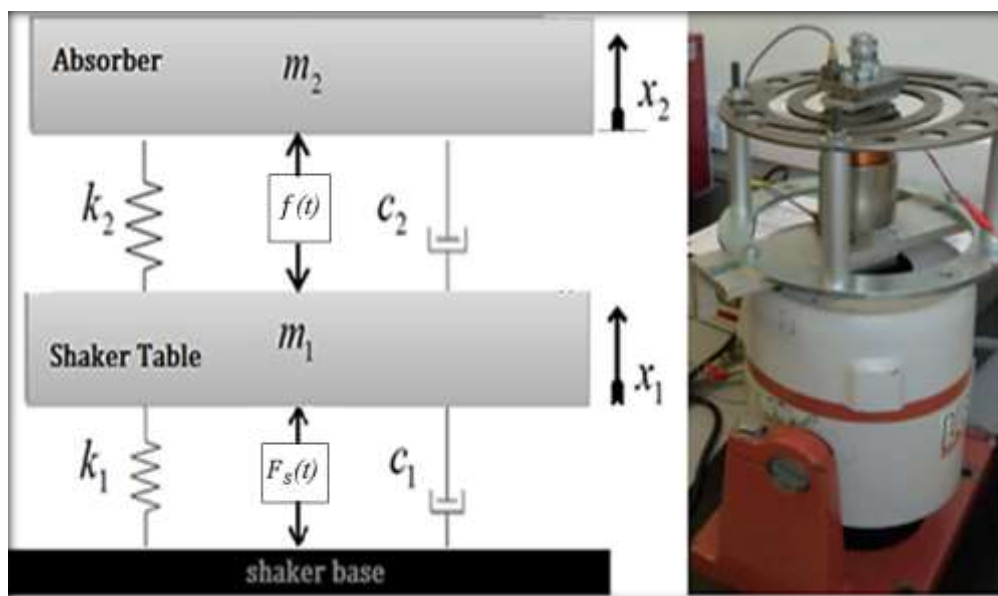 Absorber
m₂
x₂
k₂
f(t)
c₂
Shaker Table
m₁
x₁
k₁
Fₛ(t)
c₁
shaker base